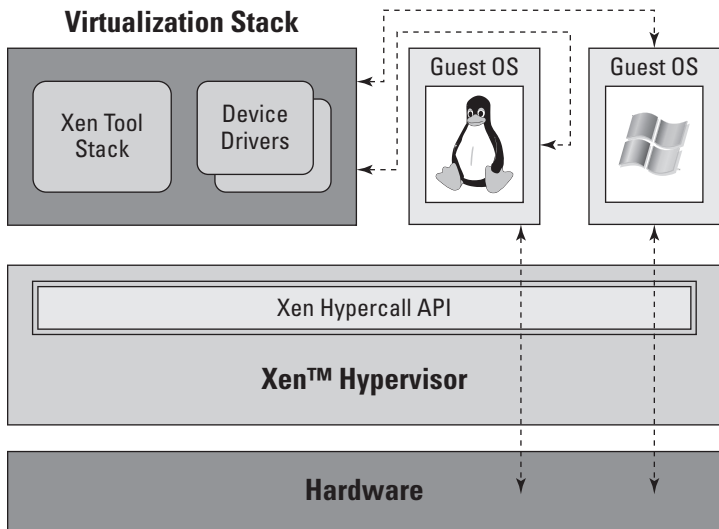 Virtualization Stack
Xen Tool
Stack
Device
Drivers
Guest OS
Guest OS
Xen Hypercall API
Xen™ Hypervisor
Hardware